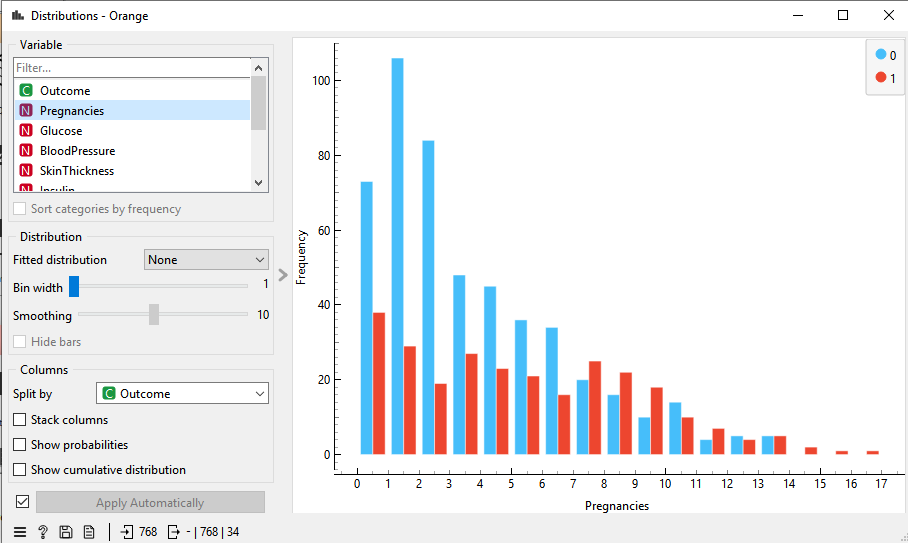 Distributions - Orange
Variable
Filter...
C Outcome
N Pregnancies
N Glucose
N BloodPressure
N SkinThickness
N Insulin
Sort categories by frequency
Distribution
Fitted distribution None
Bin width 1
Smoothing 10
Hide bars
Columns
Split by C Outcome
Stack columns
Show probabilities
Show cumulative distribution
Apply Automatically
? 768 - | 768 | 34
0
1
Frequency
100
80
60
40
20
0
0 1 2 3 4 5 6 7 8 9 10 11 12 13 14 15 16 17
Pregnancies